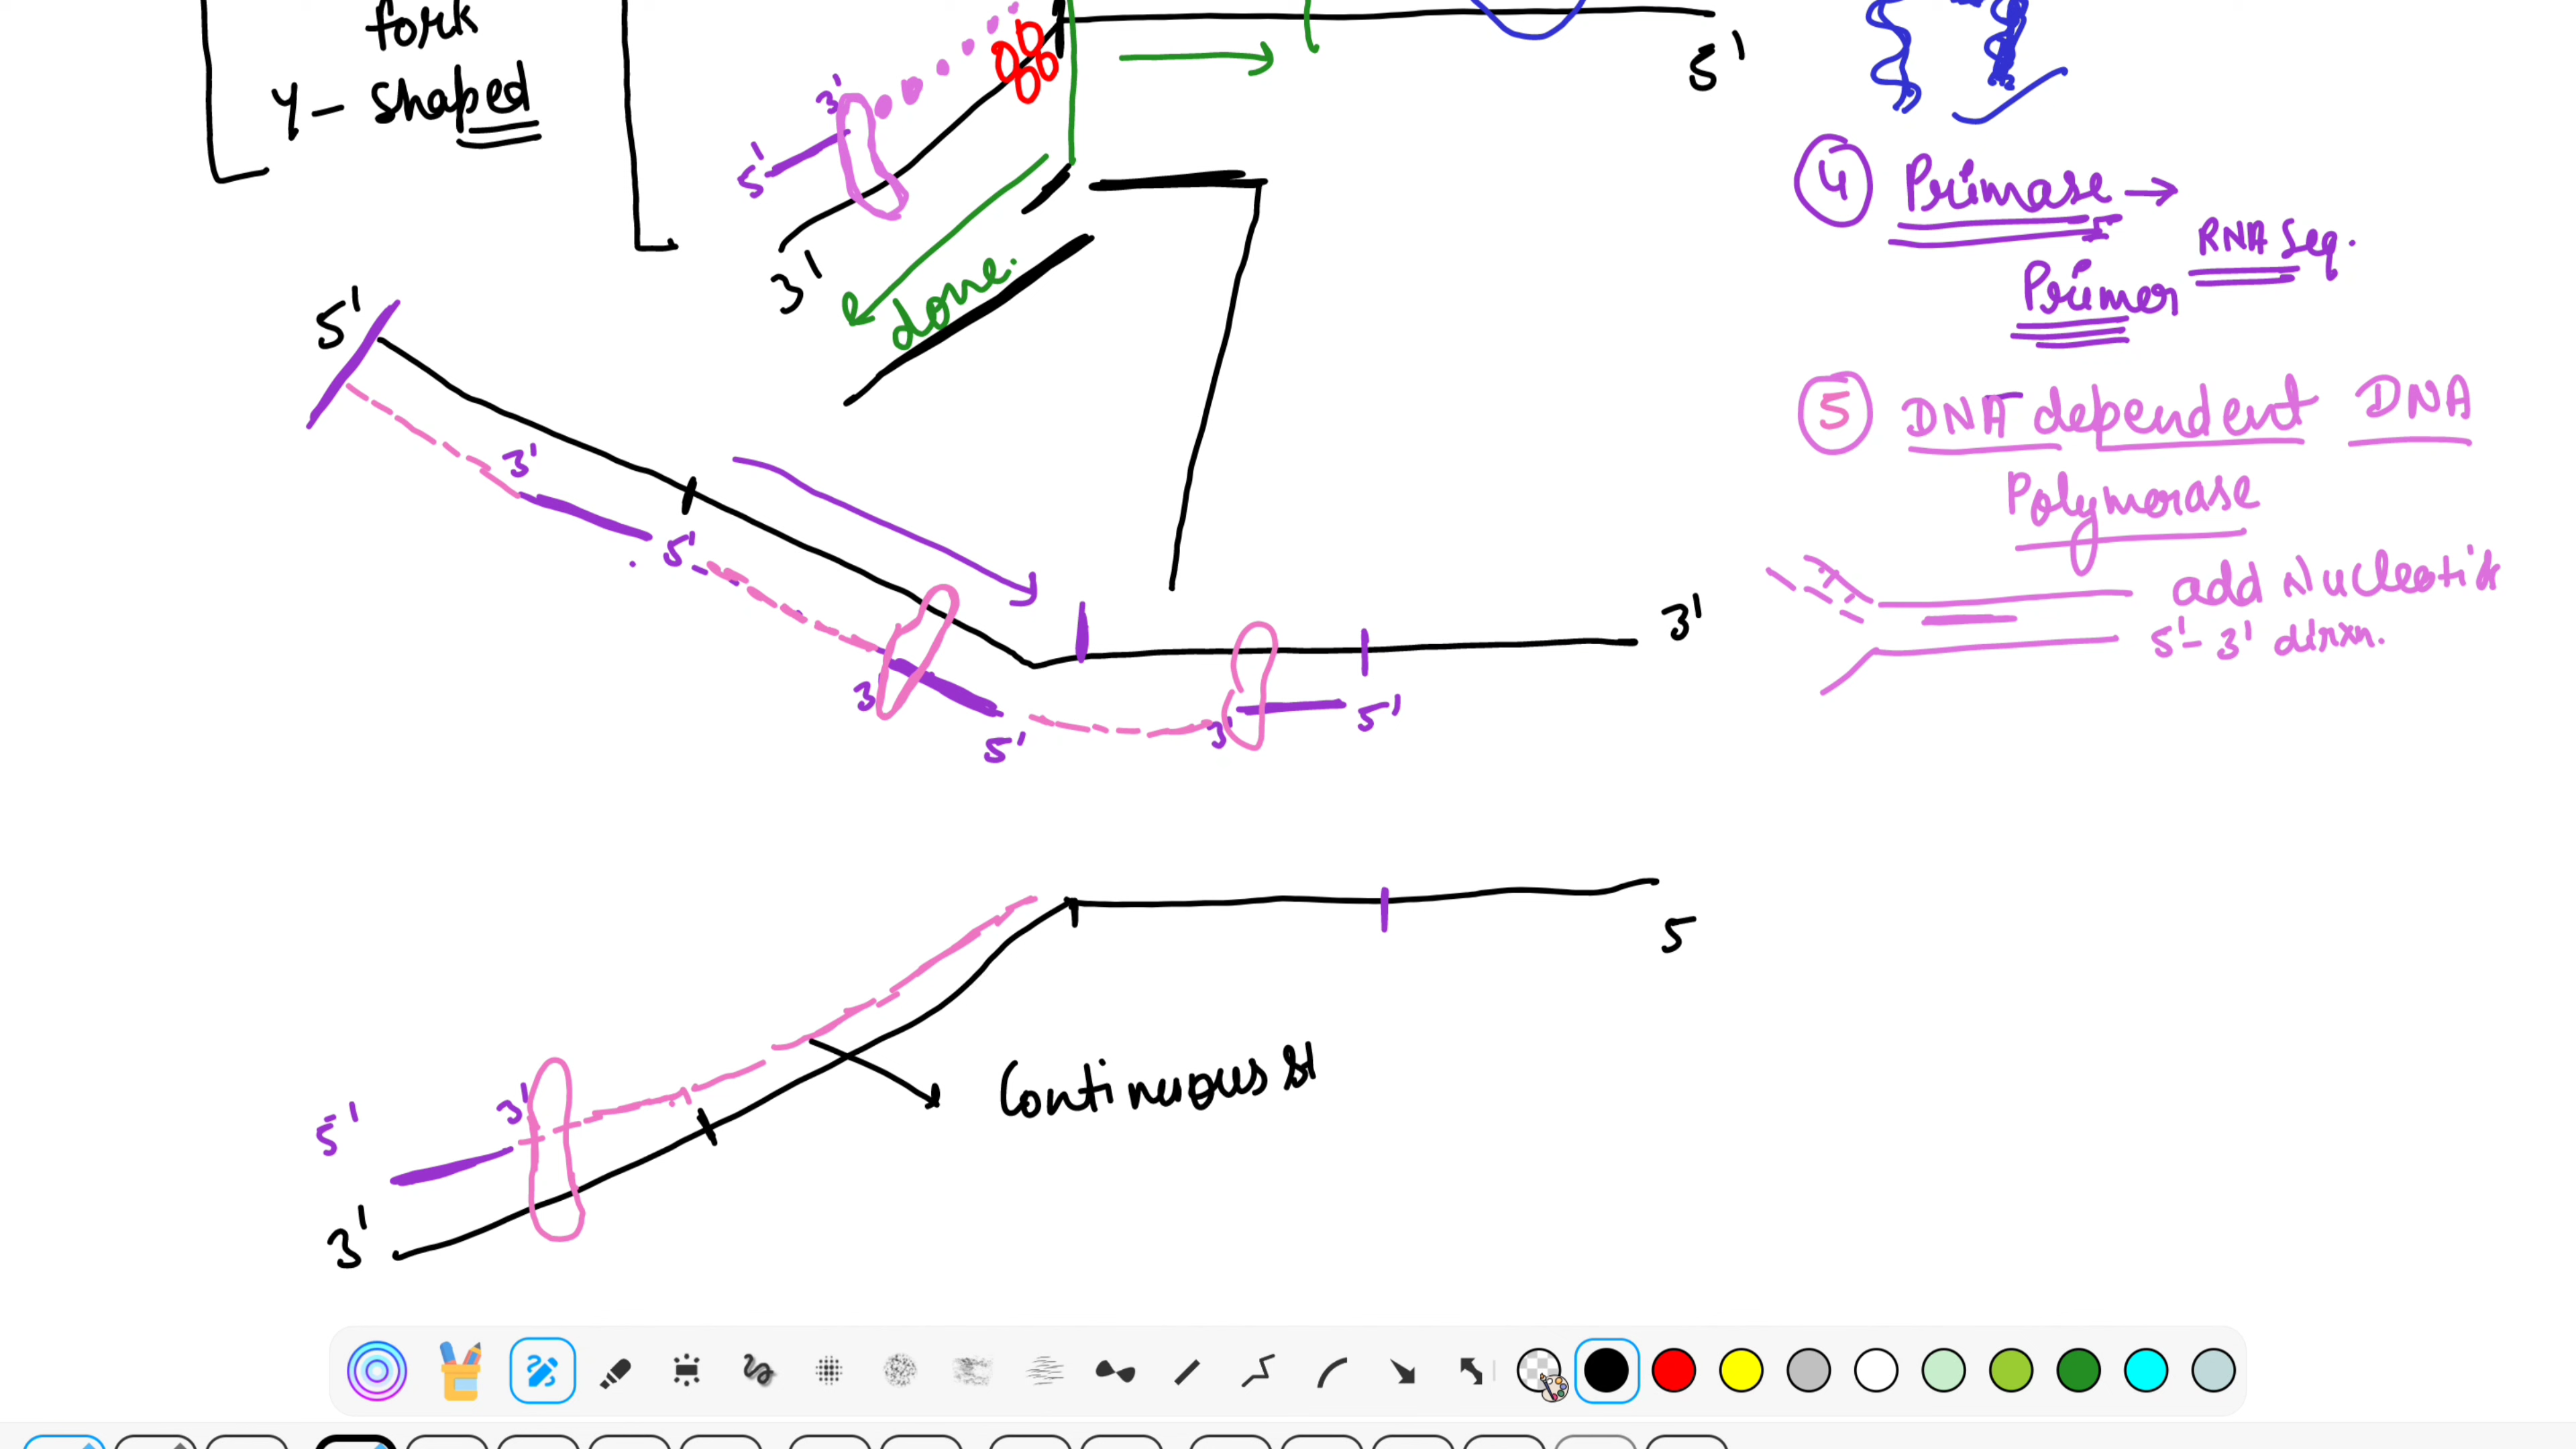 fork
Y - shaped
5'
3'
5'
3'
done.
④ Primase →
RNA Seq.
Primer
⑤ DNA dependent DNA
Polymerase
add Nucleotide
5'- 3' dirxn.
5'
3'
5'
3'
3
5'
3
5'
5
Continuous st
5'
3'
3'